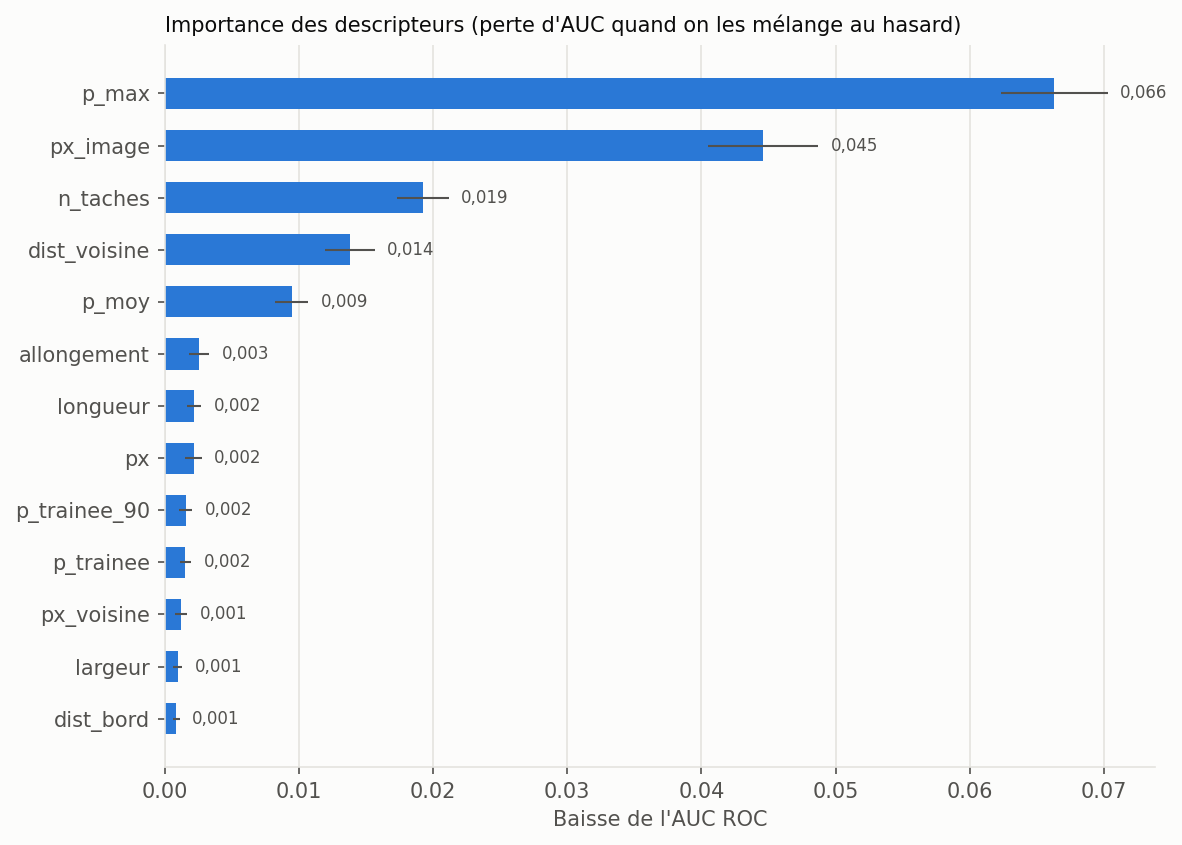 Importance des descripteurs (perte d'AUC quand on les mélange au hasard)
p_max 0,066
px_image 0,045
n_taches 0,019
dist_voisine 0,014
p_moy 0,009
allongement 0,003
longueur 0,002
px 0,002
p_trainee_90 0,002
p_trainee 0,002
px_voisine 0,001
largeur 0,001
dist_bord 0,001
0.00 0.01 0.02 0.03 0.04 0.05 0.06 0.07
Baisse de l'AUC ROC